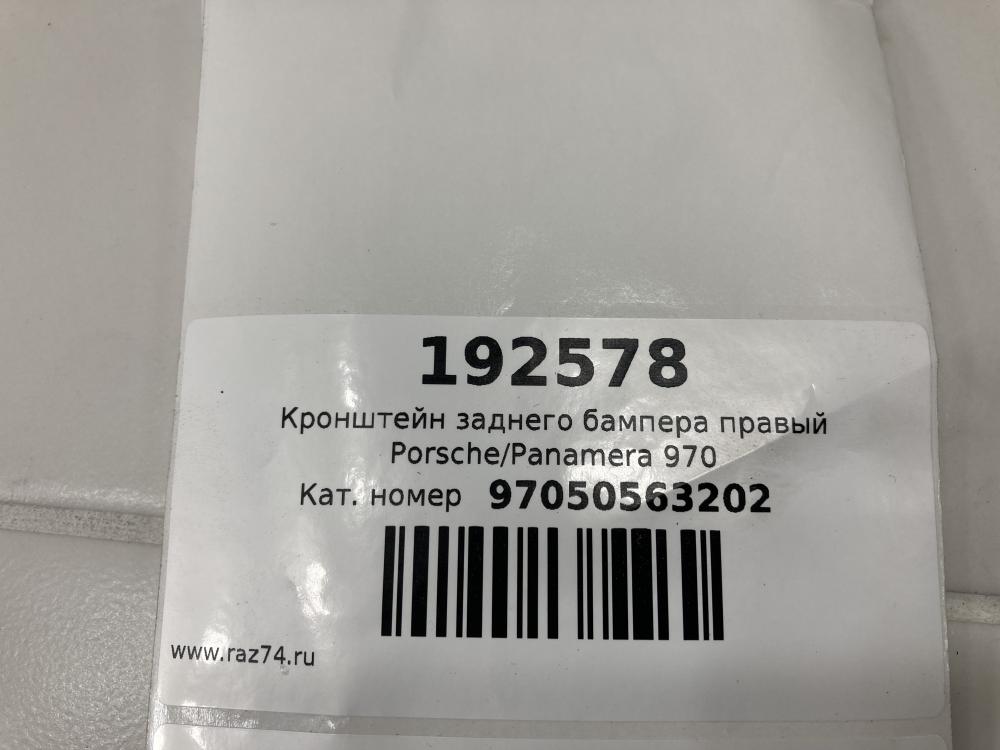 192578
Кронштейн заднего бампера правый
Porsche/Panamera 970
Кат. номер 97050563202
www.raz74.ru